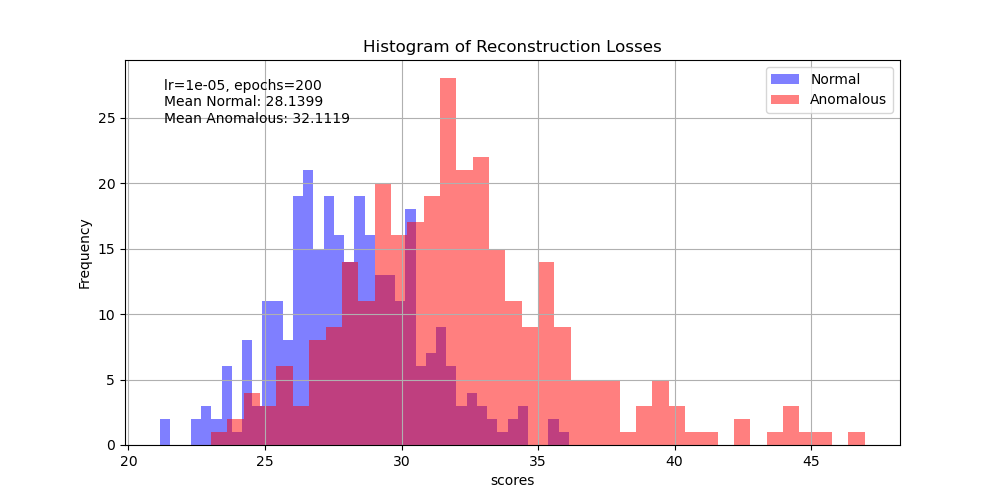 Histogram of Reconstruction Losses
lr=1e-05, epochs=200
Mean Normal: 28.1399
Mean Anomalous: 32.1119
Normal
Anomalous
Frequency
25
20
15
10
5
0
20 25 30 35 40 45
scores